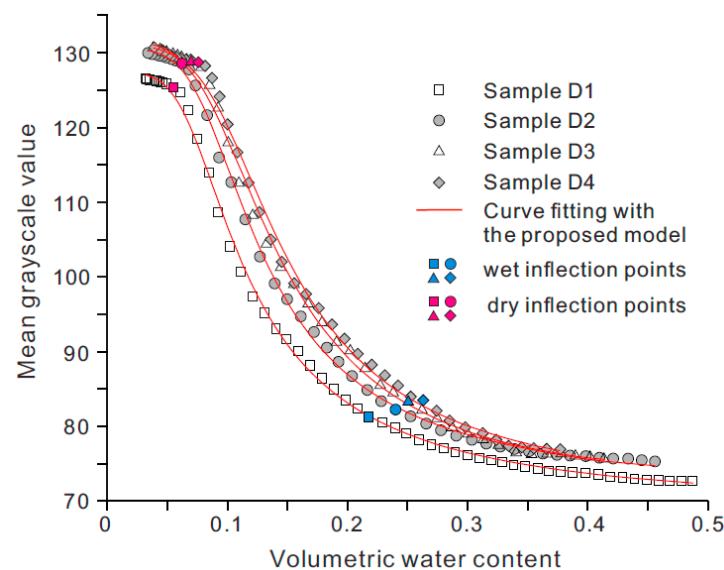 130
120
110
100
90
80
70
0
0.1
0.2
0.3
0.4
0.5
Mean grayscale value
Volumetric water content
Sample D1
Sample D2
Sample D3
Sample D4
Curve fitting with
the proposed model
wet inflection points
dry inflection points